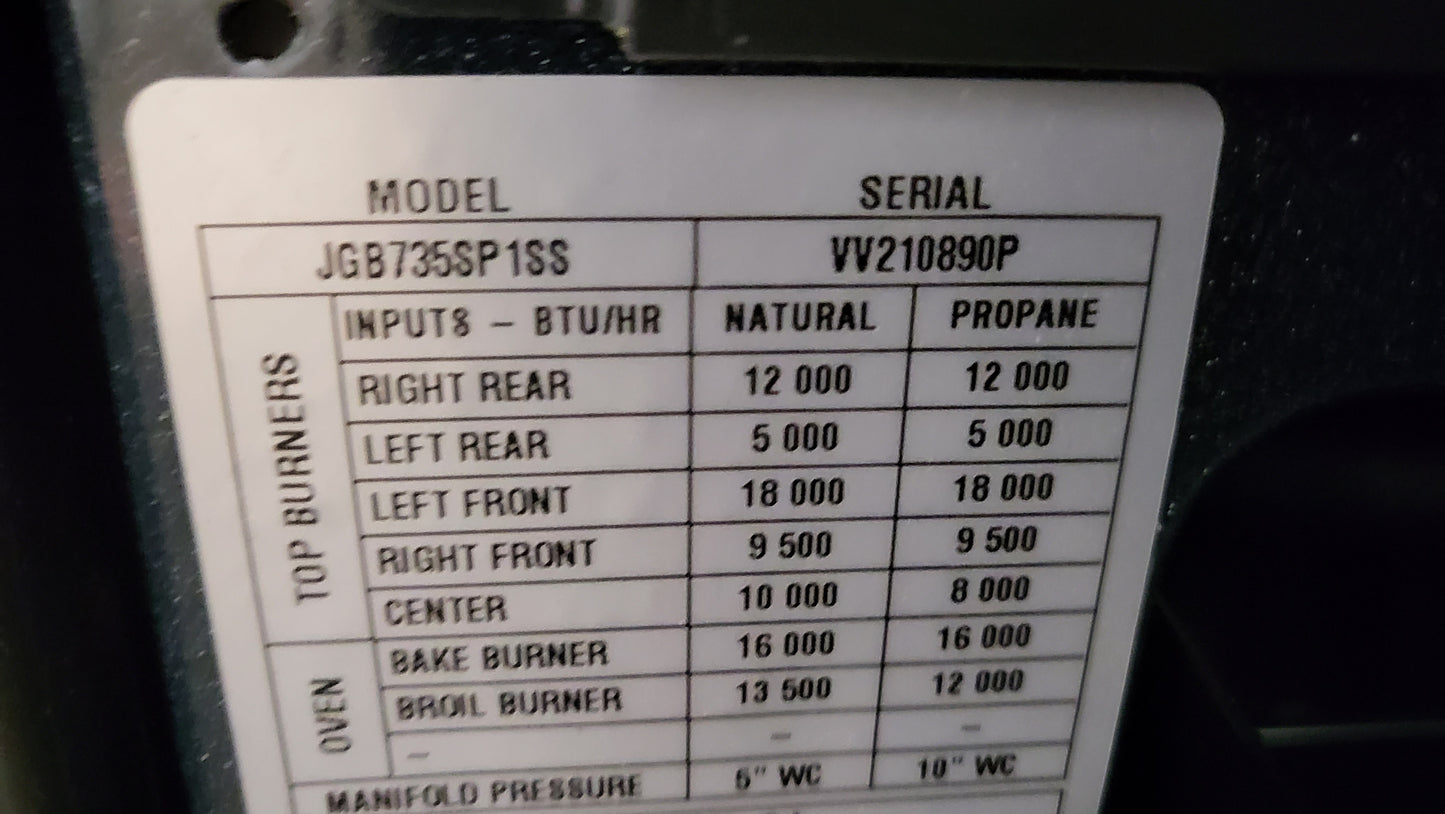 MODEL SERIAL
JGB735SP1SS VV210890P
INPUTS – BTU/HR NATURAL PROPANE
TOP BURNERS
RIGHT REAR 12 000 12 000
LEFT REAR 5 000 5 000
LEFT FRONT 18 000 18 000
RIGHT FRONT 9 500 9 500
CENTER 10 000 8 000
OVEN
BAKE BURNER 16 000 16 000
BROIL BURNER 13 500 12 000
– – –
MANIFOLD PRESSURE 6" WC 10" WC